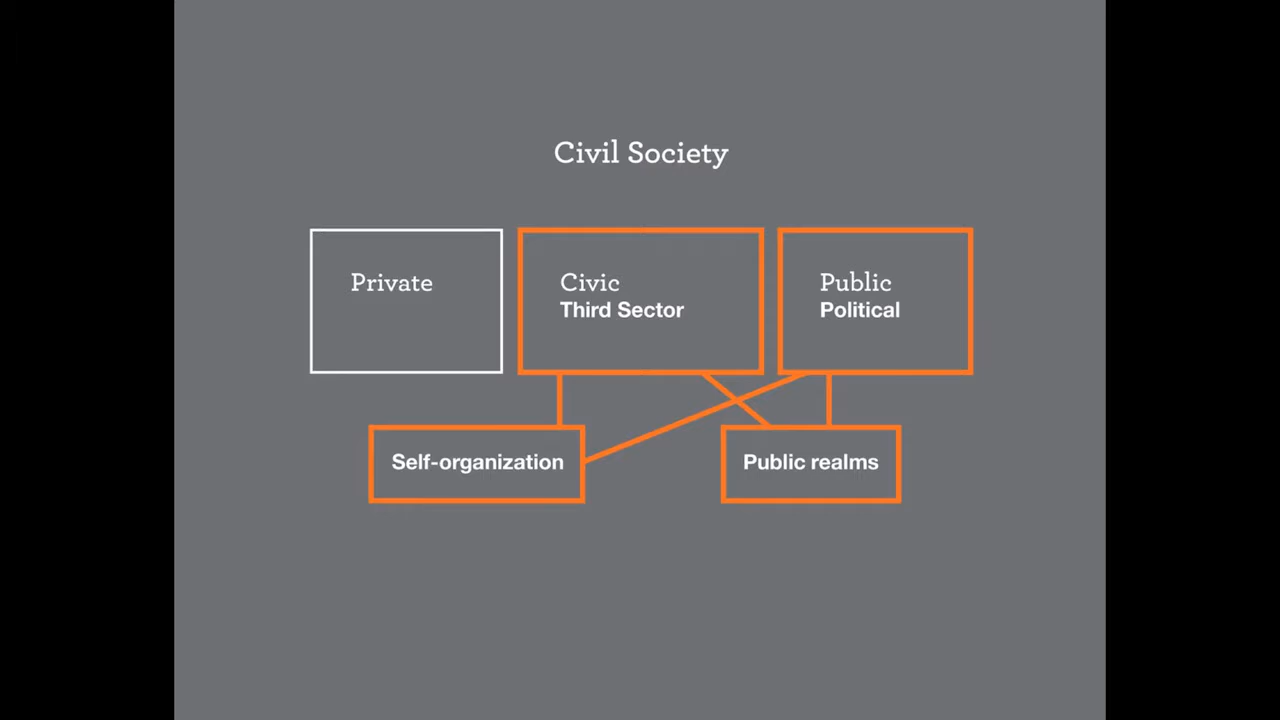 Civil Society
Private
Civic
Third Sector
Public
Political
Self-organization
Public realms